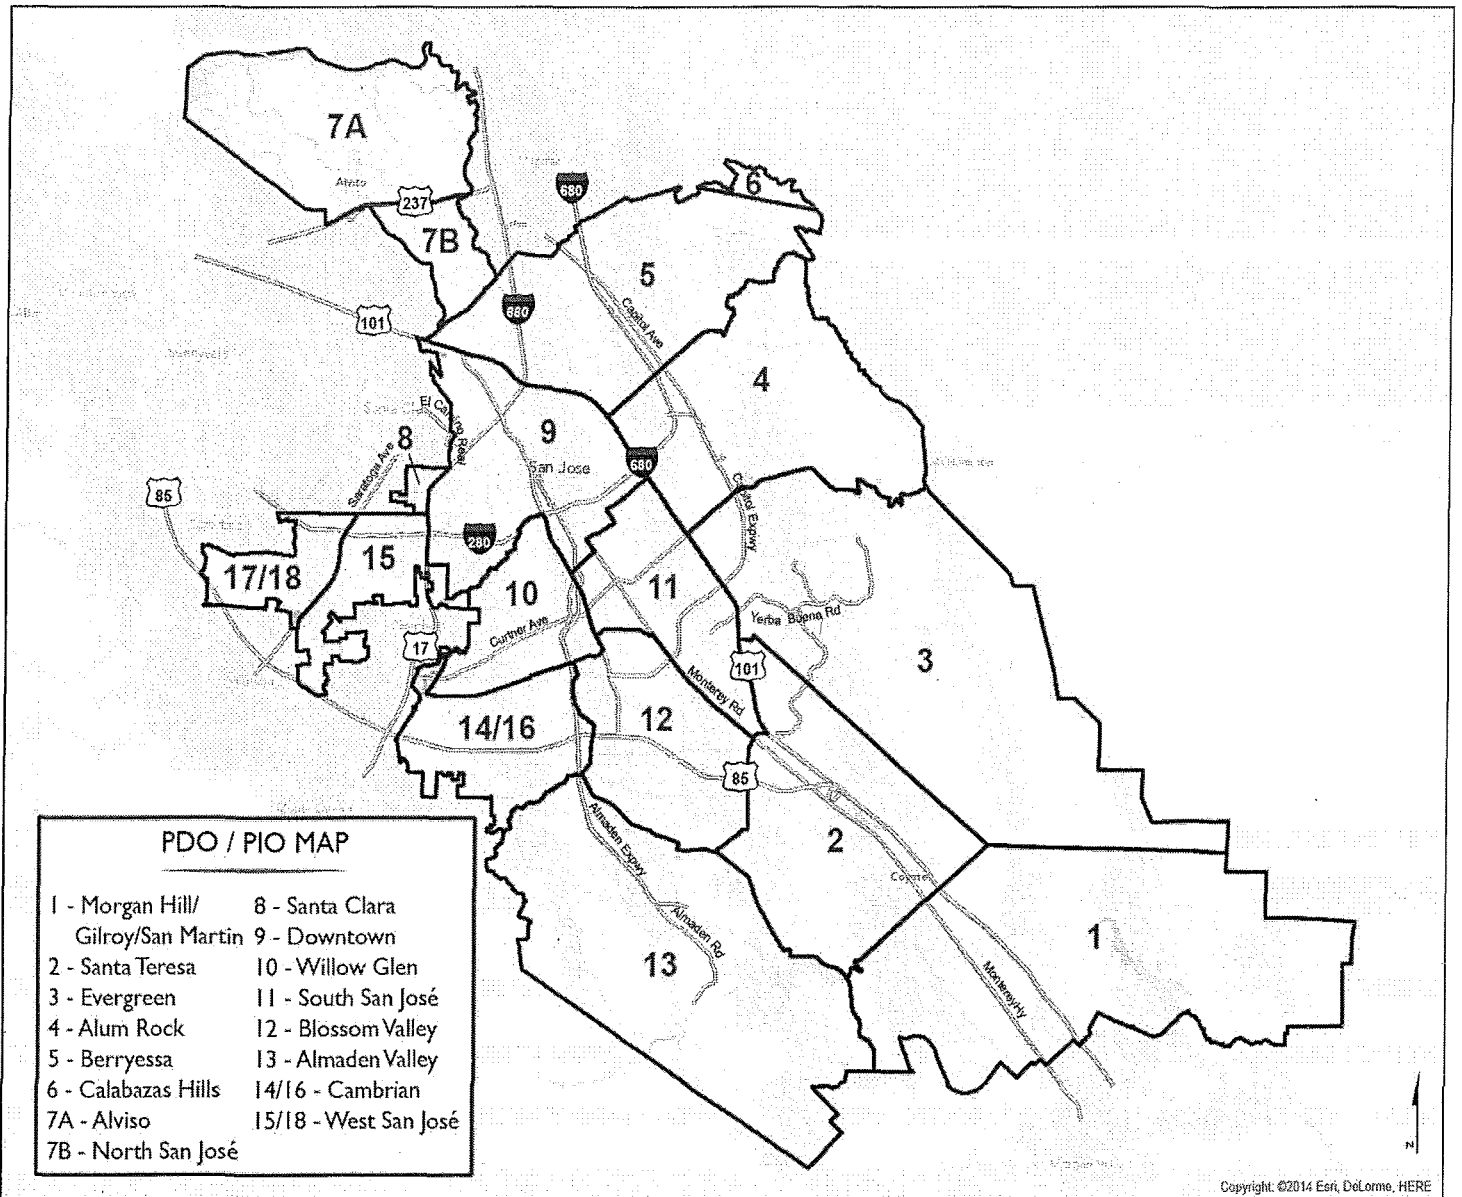 7A
Alviso
237
7B
680
6
5
680
101
Capitol Ave
4
El Camino Real
8
9
Saratoga Ave
San Jose
680
85
Capitol Expwy
280
15
17/18
10
11
Yerba Buena Rd
Curtner Ave
17
101
3
Monterey Rd
14/16
12
85
Almaden Expwy
2
Coyote
Almaden Rd
13
1
Monterey Hy
PDO / PIO MAP
1 - Morgan Hill/
Gilroy/San Martin
2 - Santa Teresa
3 - Evergreen
4 - Alum Rock
5 - Berryessa
6 - Calabazas Hills
7A - Alviso
7B - North San José
8 - Santa Clara
9 - Downtown
10 - Willow Glen
11 - South San José
12 - Blossom Valley
13 - Almaden Valley
14/16 - Cambrian
15/18 - West San José
N
Copyright: ©2014 Esri, DeLorme, HERE